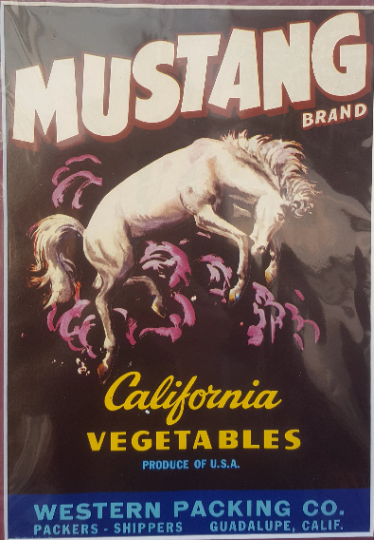 MUSTANG
BRAND
California
VEGETABLES
PRODUCE OF U.S.A.
WESTERN PACKING CO.
PACKERS - SHIPPERS GUADALUPE, CALIF.